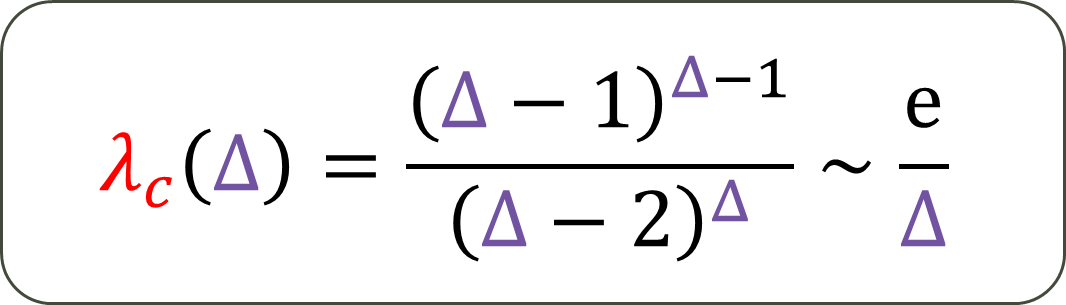 λ_c(Δ) = (Δ − 1)^{Δ−1} / (Δ − 2)^Δ ~ e / Δ